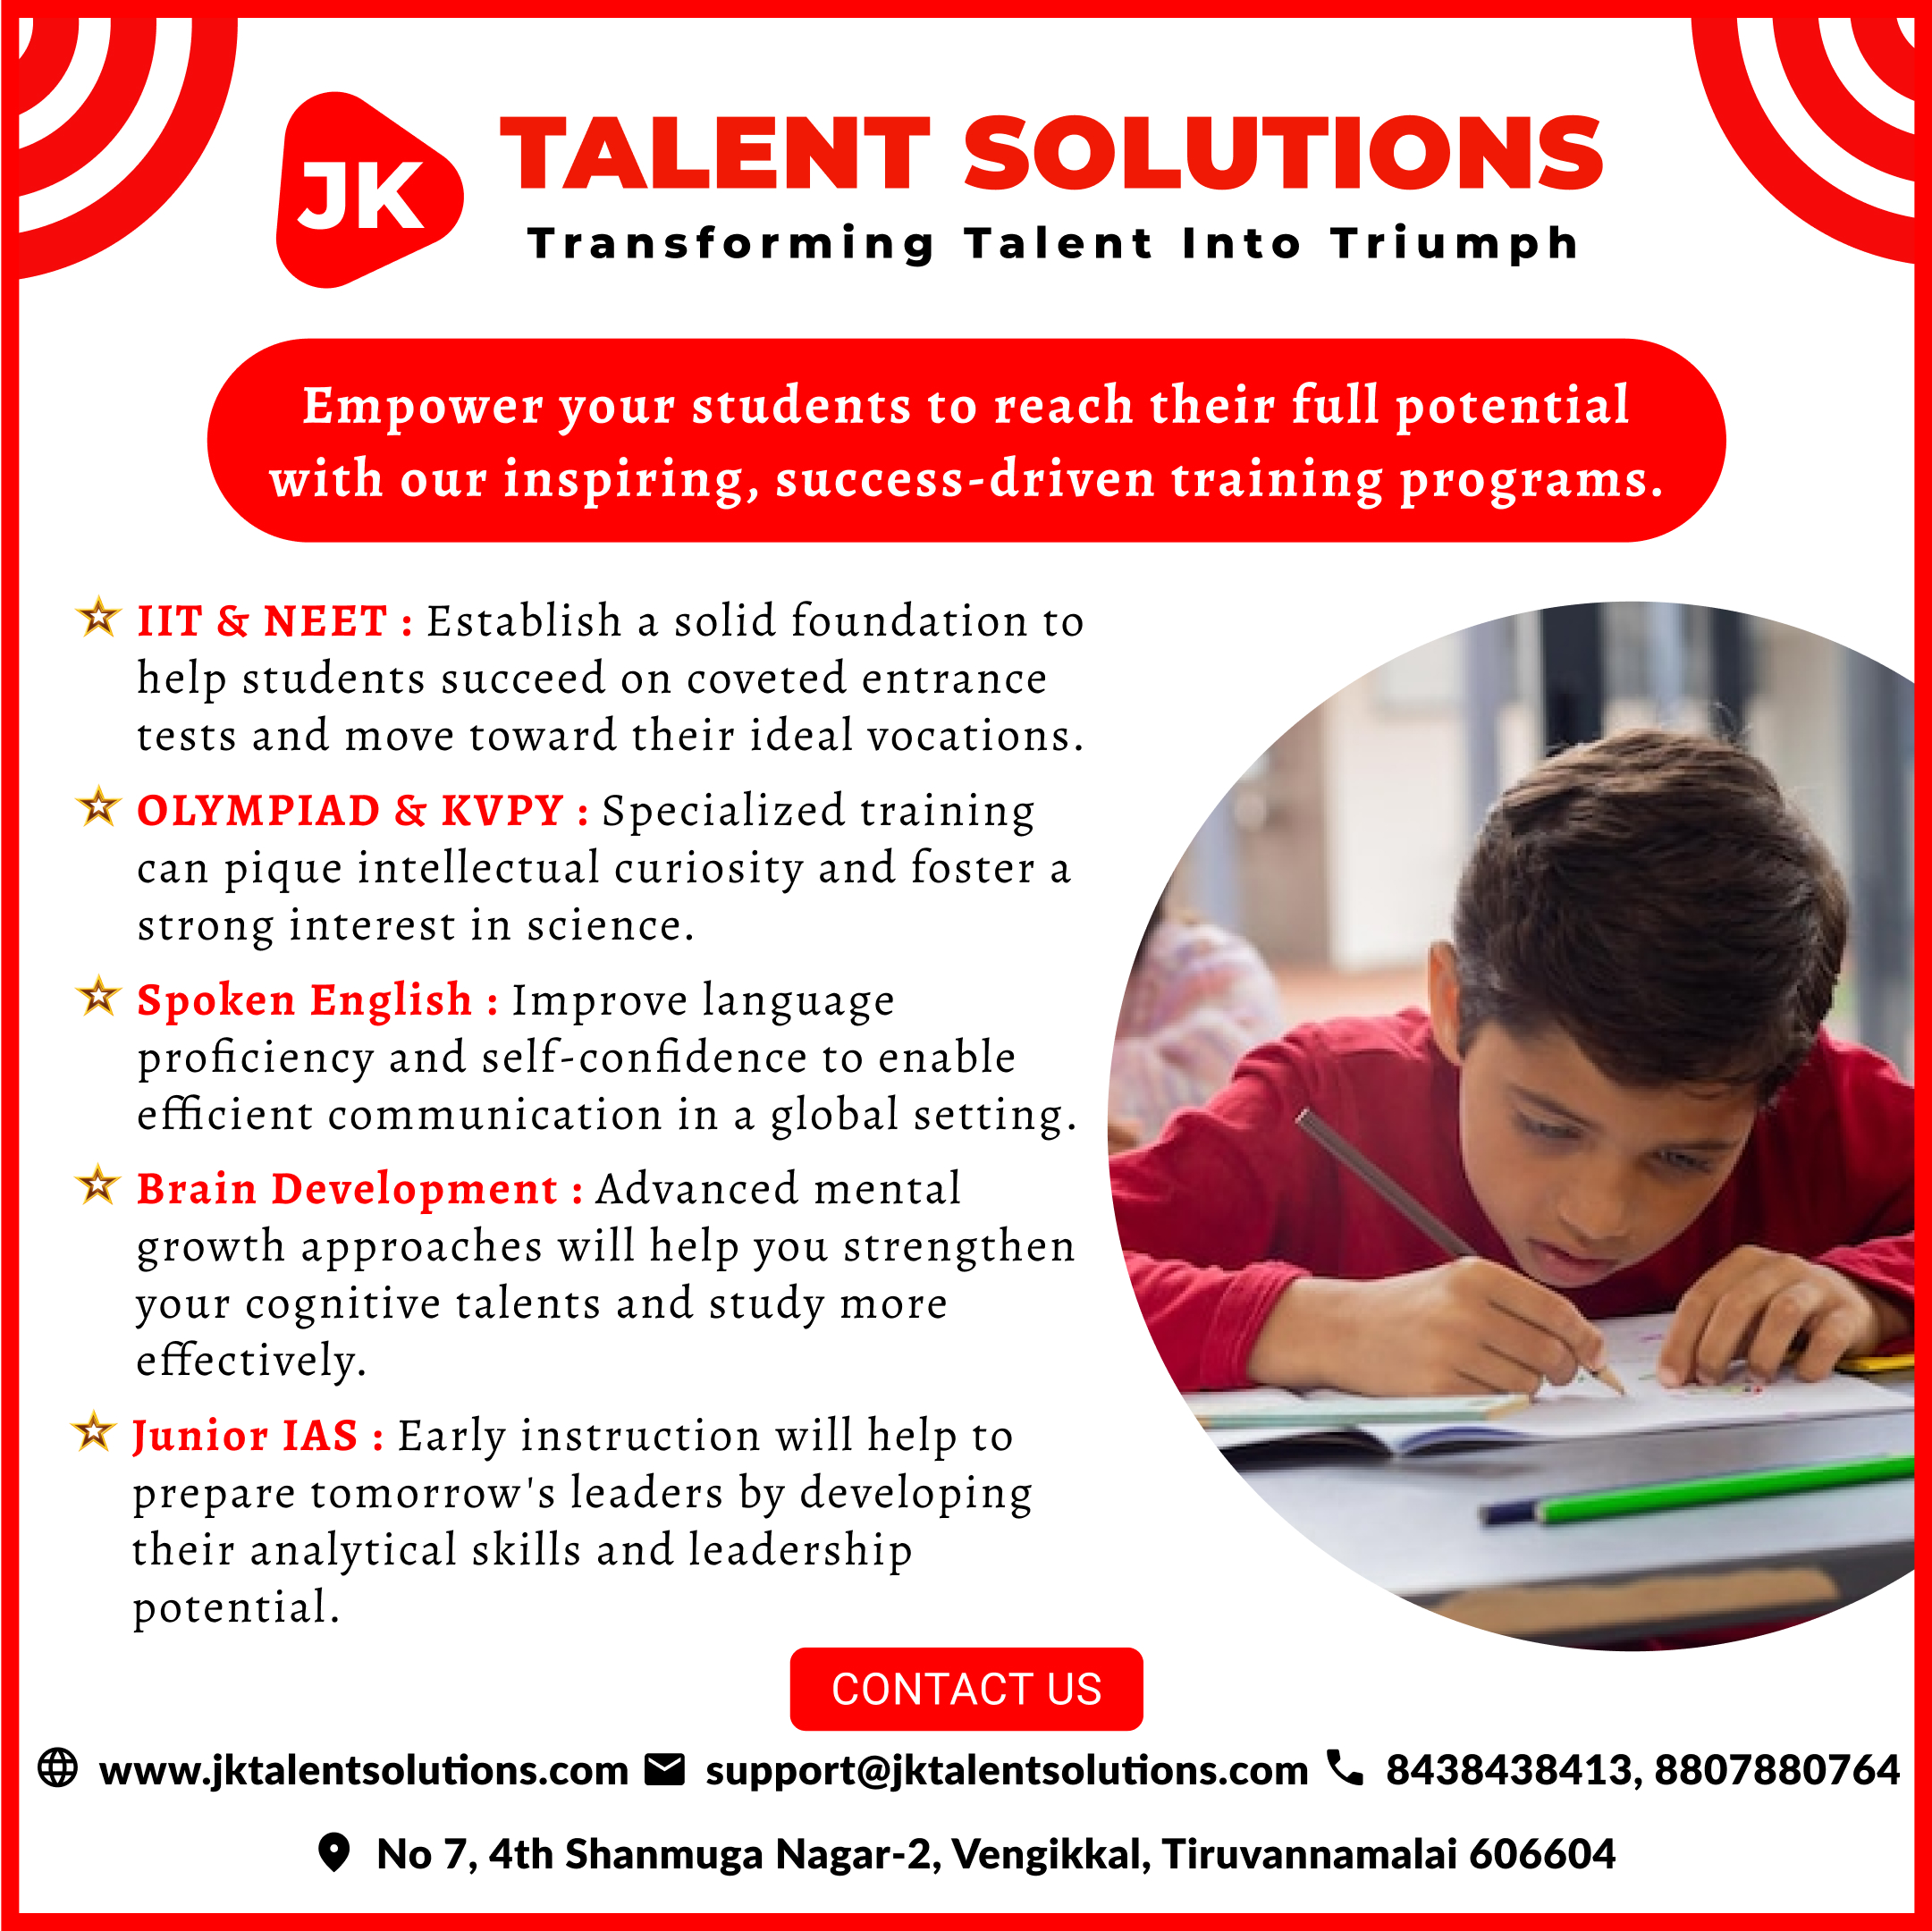 JK
TALENT SOLUTIONS
Transforming Talent Into Triumph
Empower your students to reach their full potential
with our inspiring, success-driven training programs.
IIT & NEET : Establish a solid foundation to
help students succeed on coveted entrance
tests and move toward their ideal vocations.
OLYMPIAD & KVPY : Specialized training
can pique intellectual curiosity and foster a
strong interest in science.
Spoken English : Improve language
proficiency and self-confidence to enable
efficient communication in a global setting.
Brain Development : Advanced mental
growth approaches will help you strengthen
your cognitive talents and study more
effectively.
Junior IAS : Early instruction will help to
prepare tomorrow's leaders by developing
their analytical skills and leadership
potential.
CONTACT US
www.jktalentsolutions.com support@jktalentsolutions.com 8438438413, 8807880764
No 7, 4th Shanmuga Nagar-2, Vengikkal, Tiruvannamalai 606604